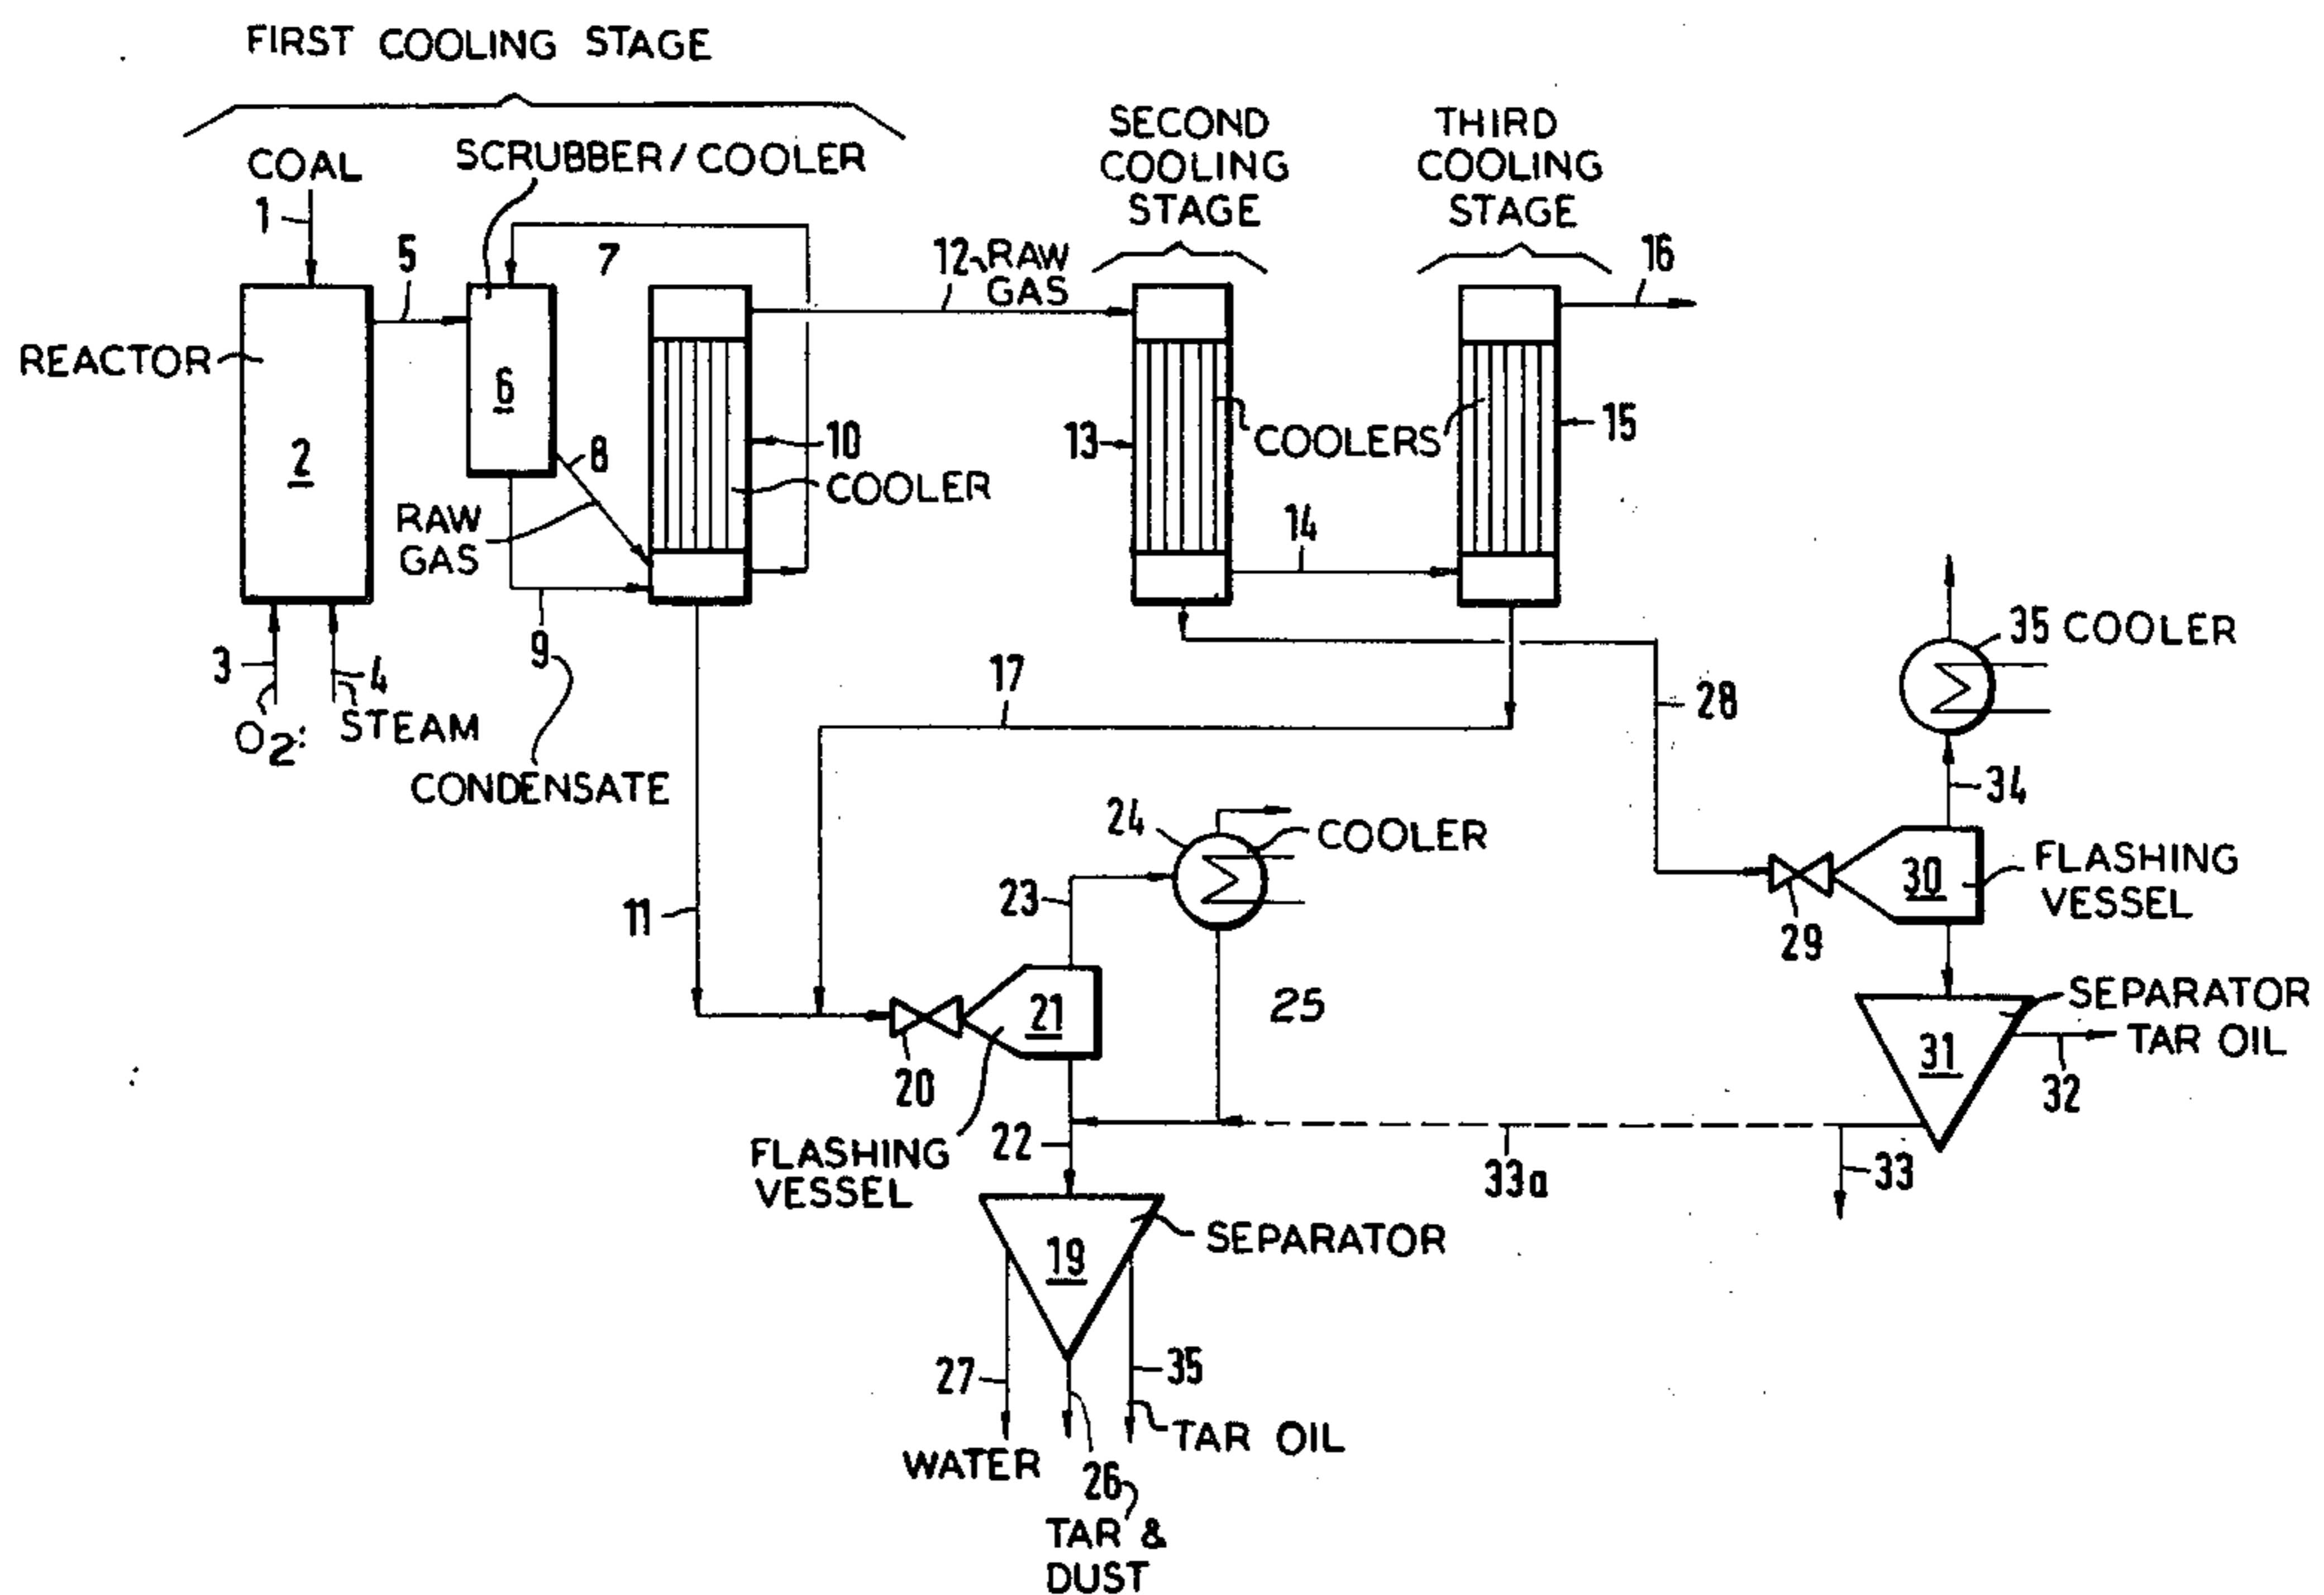 FIRST COOLING STAGE
COAL
SCRUBBER/COOLER
SECOND
COOLING
STAGE
THIRD
COOLING
STAGE
1
5
7
12 RAW
GAS
16
REACTOR
2
6
8
10
COOLER
13
COOLERS
15
RAW
GAS
14
3
4
9
O2:
STEAM
CONDENSATE
17
28
35 COOLER
34
24
COOLER
23
11
30
FLASHING
VESSEL
29
21
25
20
SEPARATOR
31
TAR OIL
32
FLASHING
VESSEL
22
33a
33
SEPARATOR
19
27
35
WATER
26
TAR OIL
TAR &
DUST